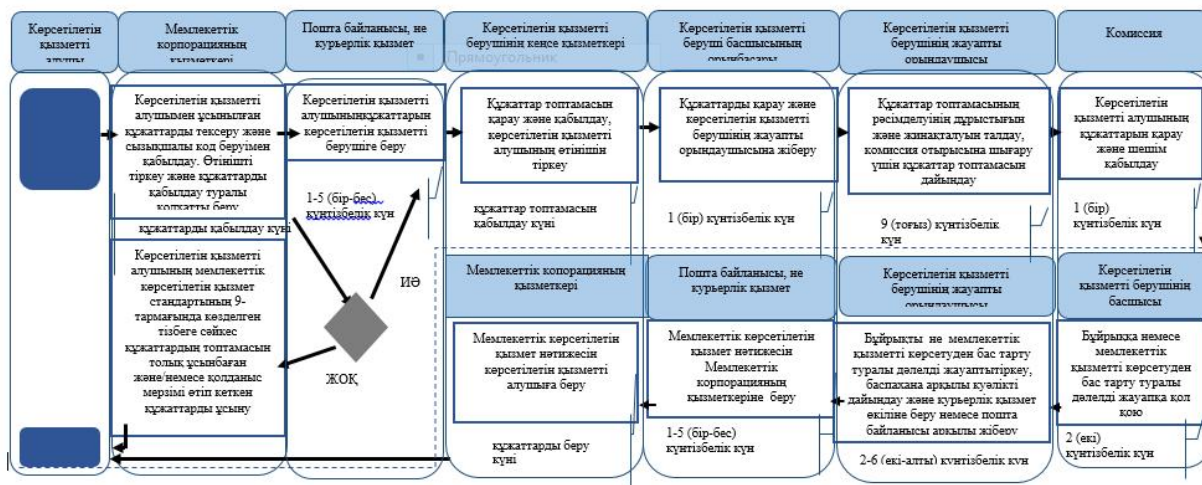 Көрсетілетін
қызметті
алушы
Мемлекеттік
корпорацияның
қызметкері
Пошта байланысы, не
курьерлік қызмет
Көрсетілетін қызметті
берушінің кеңсе қызметкері
Көрсетілетін қызметті
беруші басшысының
орынбасары
Көрсетілетін қызметті
берушінің жауапты
орындаушысы
Комиссия
Прямоугольник
Көрсетілетін қызметті
алушымен ұсынылған
құжаттарды тексеру және
сызықшалы код беруімен
қабылдау. Өтінішті
тіркеу және құжаттарды
қабылдау туралы
қолхатты беру
құжаттарды қабылдау күні
Көрсетілетін қызметті
алушыныңқұжаттарын
көрсетілетін қызметті
берушіге беру
1-5 (бір-бес)
күнтізбелік күн
Құжаттар топтамасын
қарау және қабылдау,
көрсетілетін қызметті
алушының өтінішін
тіркеу
құжаттар топтамасын
қабылдау күні
Құжаттарды қарау және
көрсетілетін қызметті
берушінің жауапты
орындаушысына жіберу
1 (бір) күнтізбелік күн
Құжаттар топтамасының
ресімделуінің дұрыстығын
және жинақталуын талдау,
комиссия отырысына шығару
үшін құжаттар топтамасын
дайындау
9 (тоғыз) күнтізбелік
күн
Көрсетілетін
қызметті алушының
құжаттарын қарау
және шешім
қабылдау
1 (бір)
күнтізбелік күн
Көрсетілетін қызметті
алушының мемлекеттік
көрсетілетін қызмет
стандартының 9-
тармағында көзделген
тізбеге сәйкес
құжаттардың топтамасын
толық ұсынбаған
және/немесе қолданыс
мерзімі өтіп кеткен
құжаттарды ұсыну
ИӘ
ЖОҚ
Мемлекеттік копорацияның
қызметкері
Пошта байланысы, не
курьерлік қызмет
Көрсетілетін қызметті
берушінің жауапты
орындаушысы
Көрсетілетін
қызметті берушінің
басшысы
Мемлекеттік көрсетілетін
қызмет нәтижесін
көрсетілетін қызметті
алушыға беру
құжаттарды беру
күні
Мемлекеттік көрсетілетін
қызмет нәтижесін
Мемлекеттік
корпорацияның
қызметкеріне беру
1-5 (бір-бес)
күнтізбелік күн
Бұйрықты не мемлекеттік
қызметті көрсетуден бас тарту
туралы дәлелді жауаптытіркеу,
баспахана арқылы куәлікті
дайындау және курьерлік қызмет
өкіліне беру немесе пошта
байланысы арқылы жіберу
2-6 (екі-алты) күнтізбелік күн
Бұйрыққа немесе
мемлекеттік
қызметті көрсетуден
бас тарту туралы
дәлелді жауапқа қол
қою
2 (екі)
күнтізбелік күн